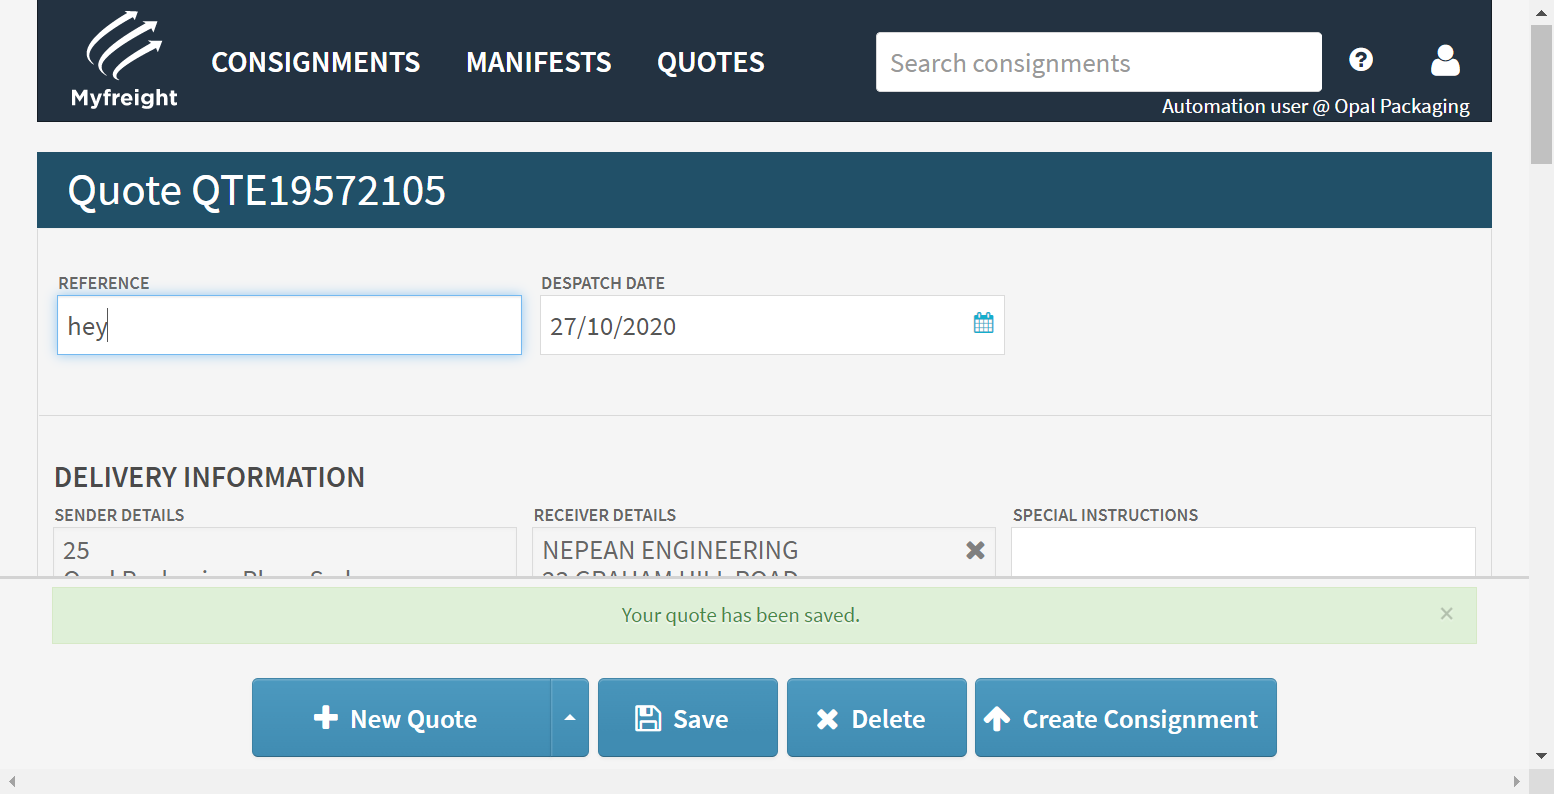 Myfreight
CONSIGNMENTS MANIFESTS QUOTES
Search consignments
Automation user @ Opal Packaging
Quote QTE19572105
REFERENCE DESPATCH DATE
hey 27/10/2020
DELIVERY INFORMATION
SENDER DETAILS RECEIVER DETAILS SPECIAL INSTRUCTIONS
25 NEPEAN ENGINEERING
Your quote has been saved.
New Quote Save Delete Create Consignment